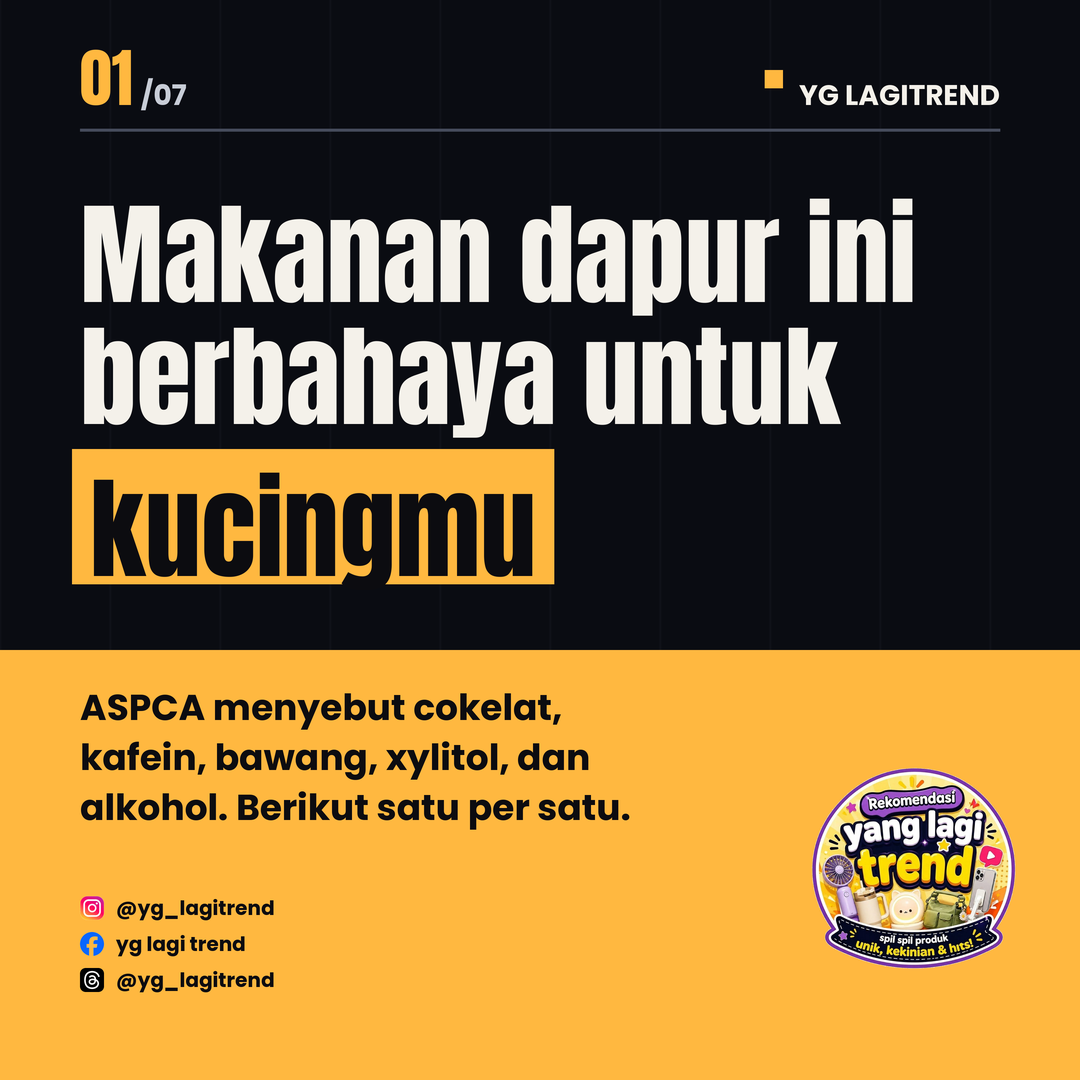 01 /07
YG LAGITREND
Makanan dapur ini
berbahaya untuk
kucingmu
ASPCA menyebut cokelat,
kafein, bawang, xylitol, dan
alkohol. Berikut satu per satu.
@yg_lagitrend
yg lagi trend
@yg_lagitrend
Rekomendasi
yang lagi
trend
spil spil produk
unik, kekinian & hits!